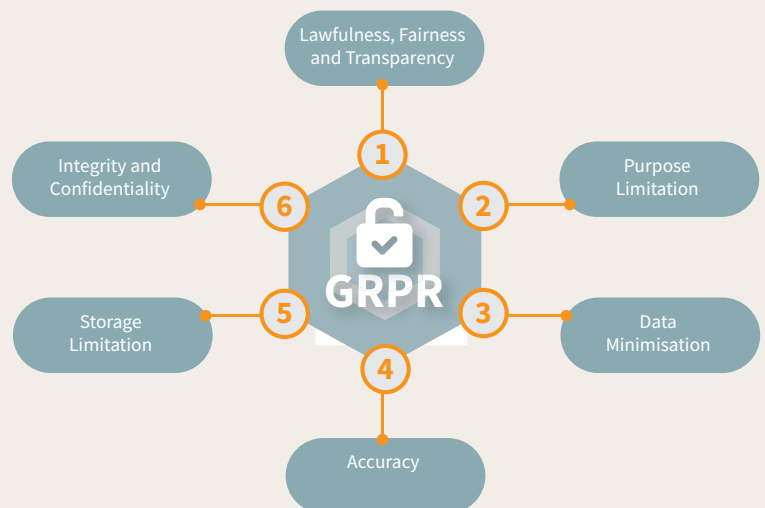 Lawfulness, Fairness
and Transparency
1
Integrity and
Confidentiality
6
2
Purpose
Limitation
GRPR
Storage
Limitation
5
3
Data
Minimisation
4
Accuracy